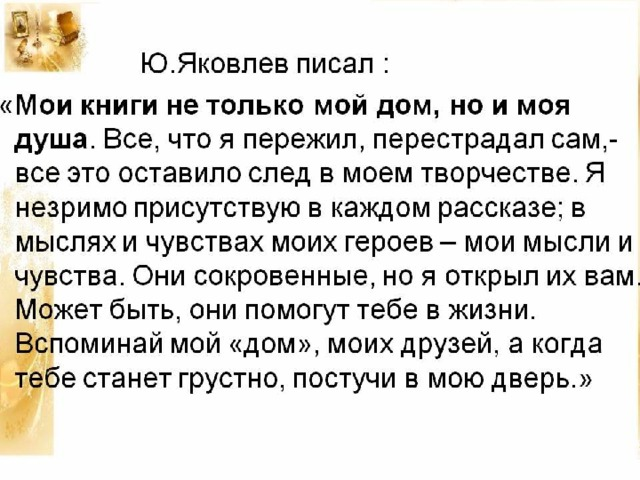 Ю.Яковлев писал :
«Мои книги не только мой дом, но и моя
душа. Все, что я пережил, перестрадал сам,-
все это оставило след в моем творчестве. Я
незримо присутствую в каждом рассказе; в
мыслях и чувствах моих героев – мои мысли и
чувства. Они сокровенные, но я открыл их вам.
Может быть, они помогут тебе в жизни.
Вспоминай мой «дом», моих друзей, а когда
тебе станет грустно, постучи в мою дверь.»